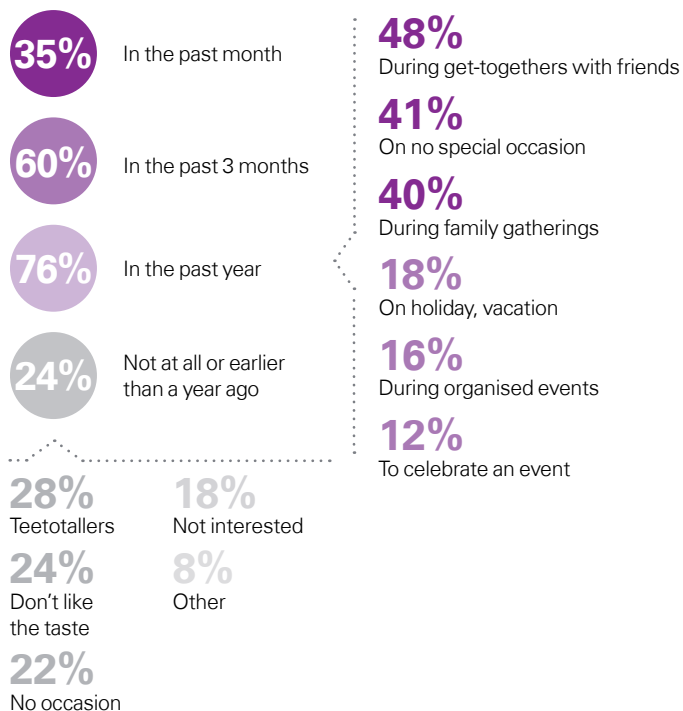 35%
In the past month
60%
In the past 3 months
76%
In the past year
24%
Not at all or earlier
than a year ago
48%
During get-togethers with friends
41%
On no special occasion
40%
During family gatherings
18%
On holiday, vacation
16%
During organised events
12%
To celebrate an event
28%
Teetotallers
18%
Not interested
24%
Don't like
the taste
8%
Other
22%
No occasion